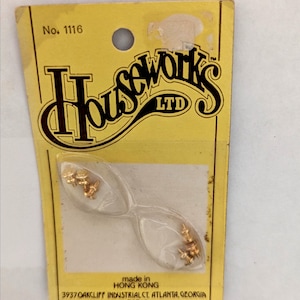 No. 1116
Houseworks
LTD
made in
HONG KONG
3937 OAKCLIFF INDUSTRIAL CT. ATLANTA, GEORGIA